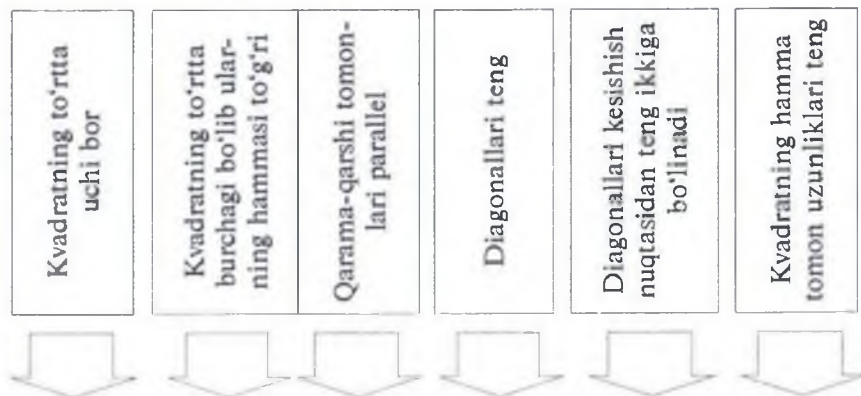 Kvadratning to‘rtta
uchi bor
Kvadratning to‘rtta
burchagi bo‘lib ular-
ning hammasi to‘g‘ri
Qarama-qarshi tomon-
lari parallel
Diagonallari teng
Diagonallari kesishish
nuqtasidan teng ikkiga
bo‘linadi
Kvadratning hamma
tomon uzunliklari teng